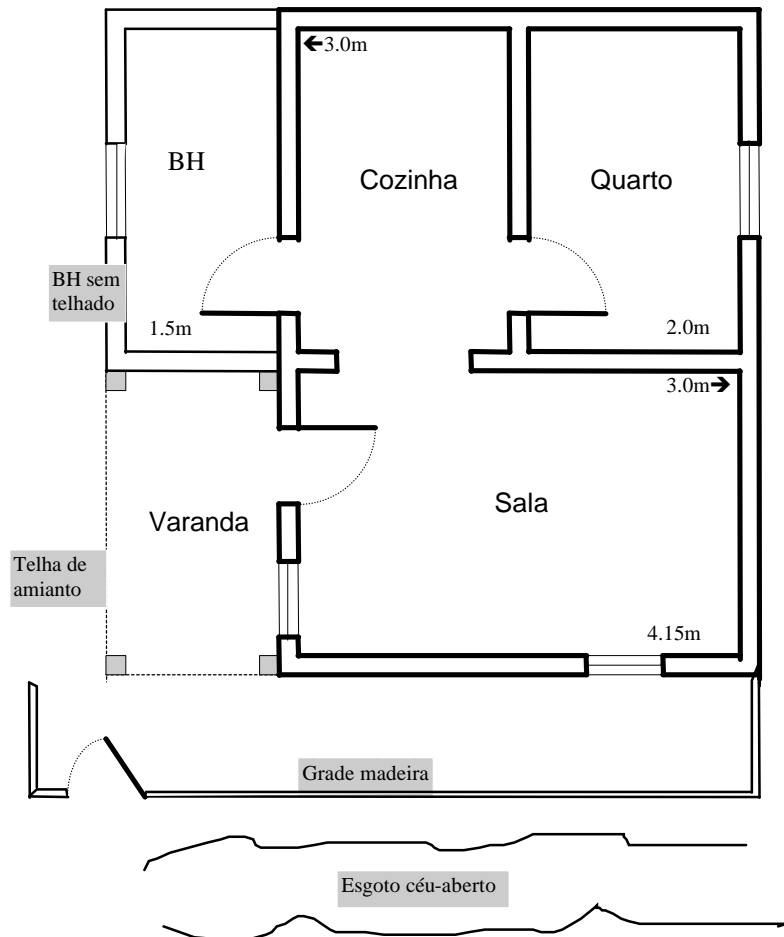 3.0m
BH
Cozinha
Quarto
BH sem
telhado
1.5m
2.0m
3.0m
Sala
Varanda
Telha de
amianto
4.15m
Grade madeira
Esgoto céu-aberto